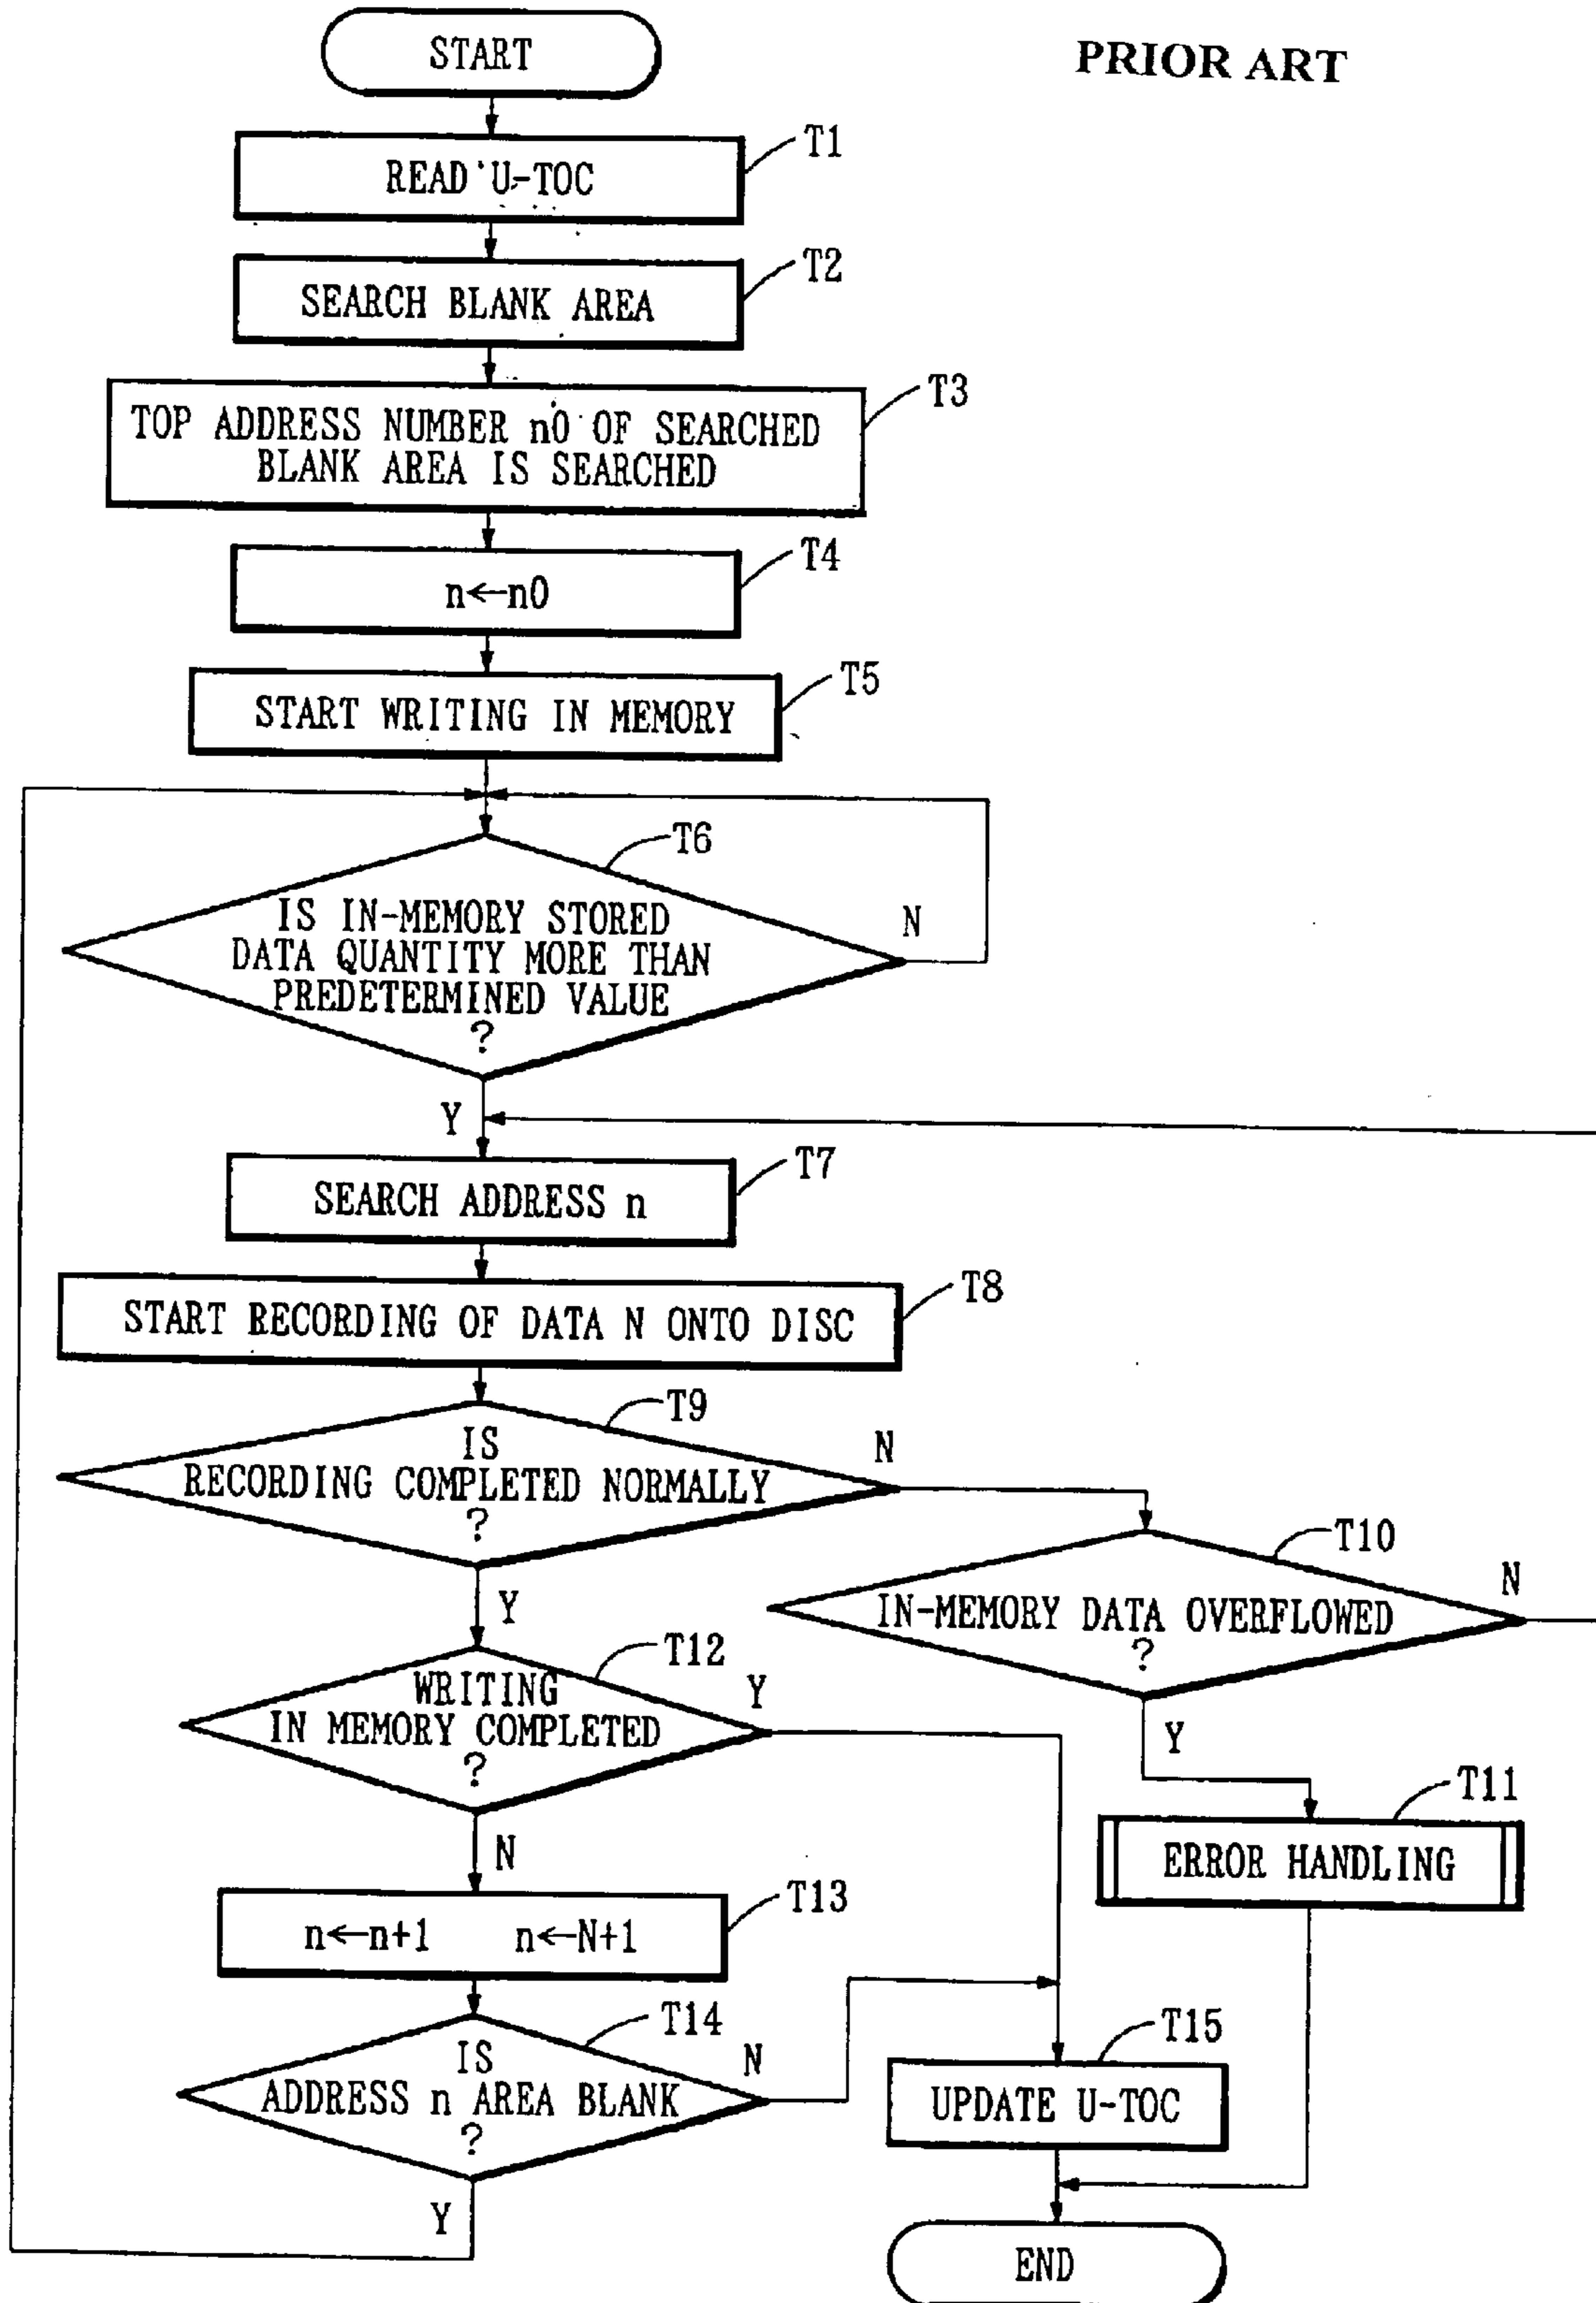 START
PRIOR ART
T1
READ U-TOC
T2
SEARCH BLANK AREA
T3
TOP ADDRESS NUMBER n0 OF SEARCHED
BLANK AREA IS SEARCHED
T4
n←n0
T5
START WRITING IN MEMORY
T6
IS IN-MEMORY STORED
DATA QUANTITY MORE THAN
PREDETERMINED VALUE
?
N
Y
T7
SEARCH ADDRESS n
T8
START RECORDING OF DATA N ONTO DISC
T9
IS
RECORDING COMPLETED NORMALLY
?
N
Y
T10
IN-MEMORY DATA OVERFLOWED
?
N
Y
T12
WRITING
IN MEMORY COMPLETED
?
Y
N
T11
ERROR HANDLING
T13
n←n+1 n←N+1
T14
IS
ADDRESS n AREA BLANK
?
N
Y
T15
UPDATE U-TOC
END